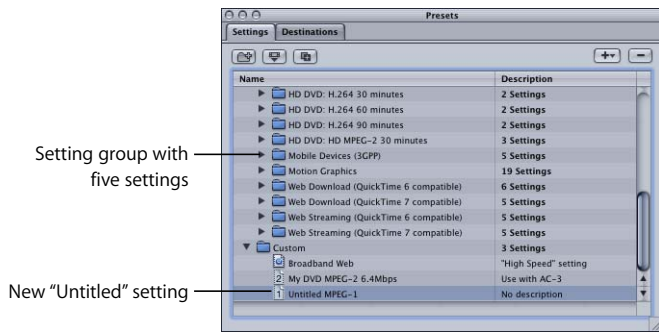 Presets
Settings Destinations
Name Description
HD DVD: H.264 30 minutes 2 Settings
HD DVD: H.264 60 minutes 2 Settings
HD DVD: H.264 90 minutes 2 Settings
HD DVD: HD MPEG-2 30 minutes 3 Settings
Mobile Devices (3GPP) 5 Settings
Motion Graphics 19 Settings
Web Download (QuickTime 6 compatible) 6 Settings
Web Download (QuickTime 7 compatible) 5 Settings
Web Streaming (QuickTime 6 compatible) 5 Settings
Web Streaming (QuickTime 7 compatible) 5 Settings
Custom 3 Settings
Broadband Web "High Speed" setting
2 My DVD MPEG-2 6.4Mbps Use with AC-3
1 Untitled MPEG-1 No description
Setting group with
five settings
New “Untitled” setting